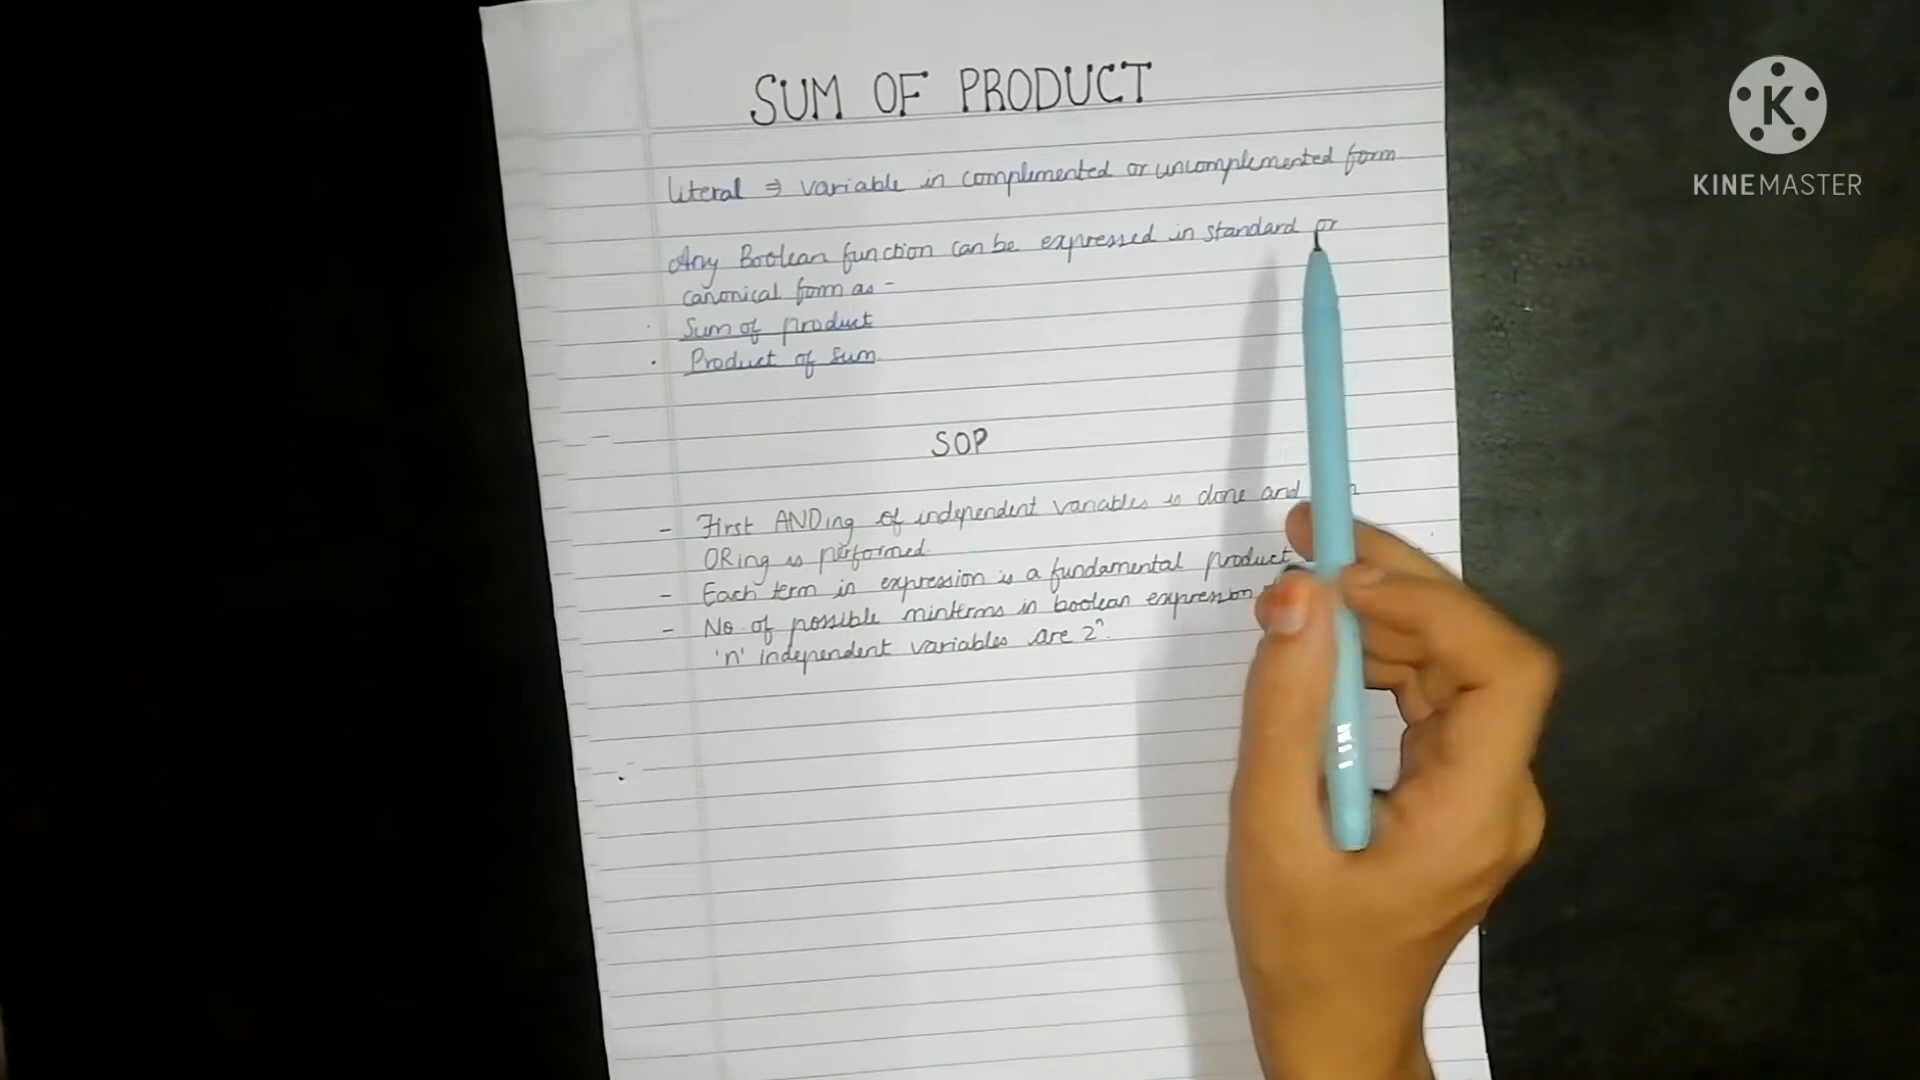 SUM OF PRODUCT
K
KINEMASTER
literal ⇒ variable in complemented or uncomplemented form
Any Boolean function can be expressed in standard or
canonical form as -
· Sum of product
· Product of Sum
SOP
- First ANDing of independent variables is done and
ORing is performed
- Each term in expression is a fundamental product
- No of possible minterms in boolean expression
'n' independent variables are 2ⁿ.